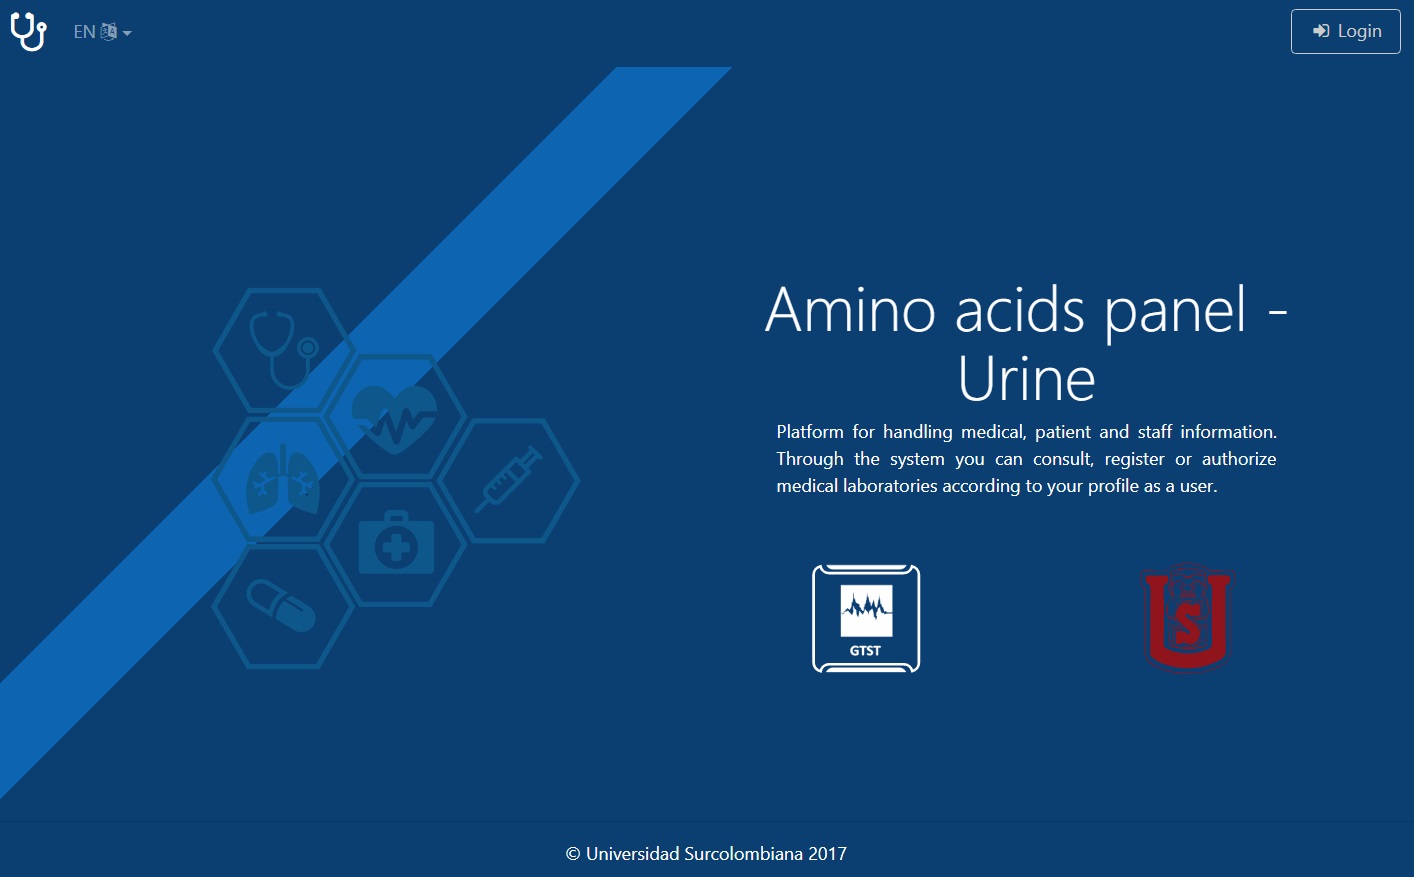 EN
Login
Amino acids panel -
Urine
Platform for handling medical, patient and staff information.
Through the system you can consult, register or authorize
medical laboratories according to your profile as a user.
GTST
US
© Universidad Surcolombiana 2017